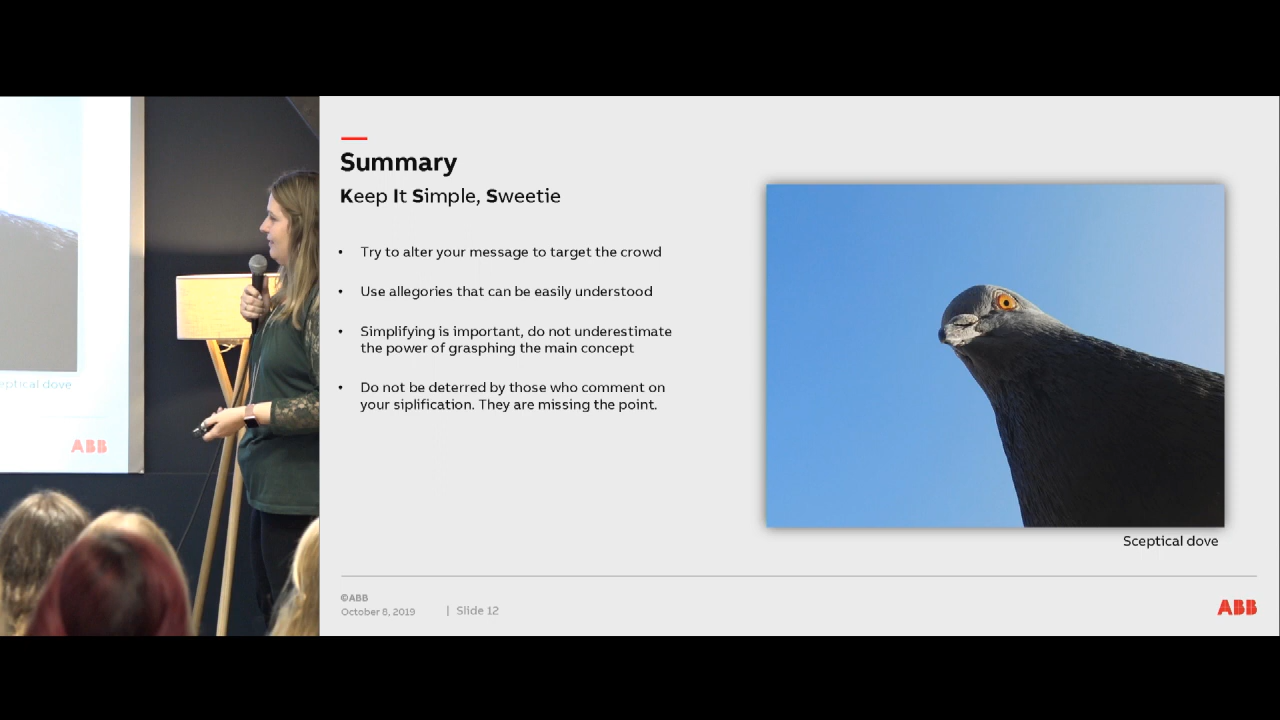 Summary
Keep It Simple, Sweetie
• Try to alter your message to target the crowd
• Use allegories that can be easily understood
• Simplifying is important, do not underestimate
the power of grasphing the main concept
• Do not be deterred by those who comment on
your siplification. They are missing the point.
Sceptical dove
©ABB
October 8, 2019 | Slide 12
ABB
eptical dove
ABB